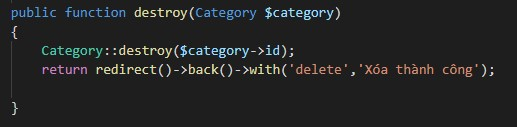 public function destroy(Category $category)
{
Category::destroy($category->id);
return redirect()->back()->with('delete','Xóa thành công');
}